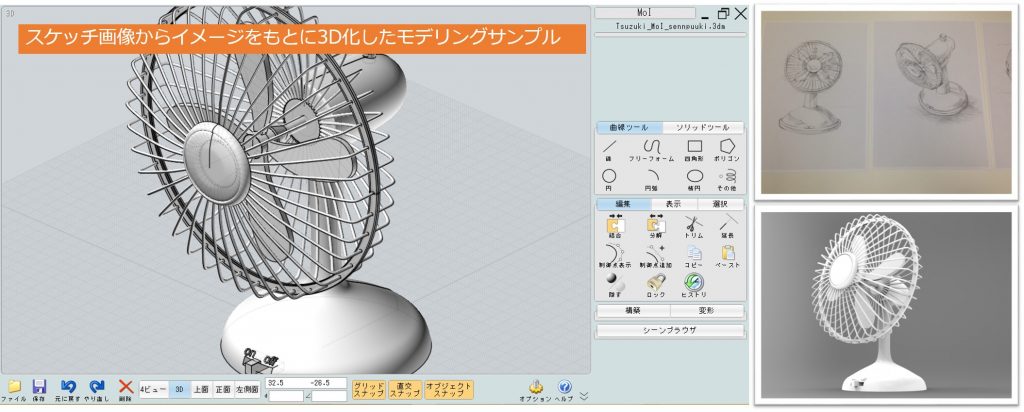 3D
スケッチ画像からイメージをもとに3D化したモデリングサンプル
MoI
Tsuzuki_MoI_sennpuuki.3dm
曲線ツール ソリッドツール
線 フリーフォーム 四角形 ポリゴン
円 円弧 楕円 その他
編集 表示 選択
結合 分解 トリム 延長
制御点表示 制御点追加 コピー ペースト
隠す ロック ヒストリ
構築 変形
シーンブラウザ
on off
ファイル 保存 元に戻す やり直し 削除
4ビュー 3D 上面 正面 左側面
32.5 -28.5
グリッド
スナップ
直交
スナップ
オブジェクト
スナップ
オプション ヘルプ